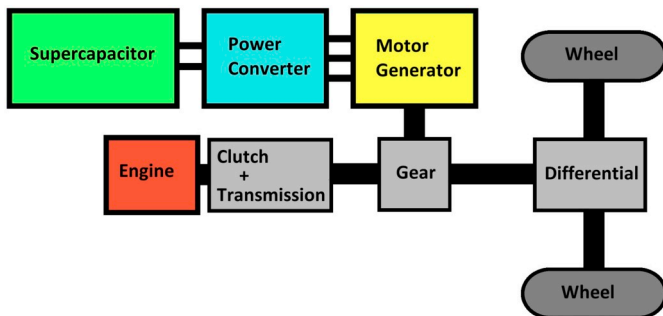 Supercapacitor
Power
Converter
Motor
Generator
Wheel
Engine
Clutch
+
Transmission
Gear
Differential
Wheel